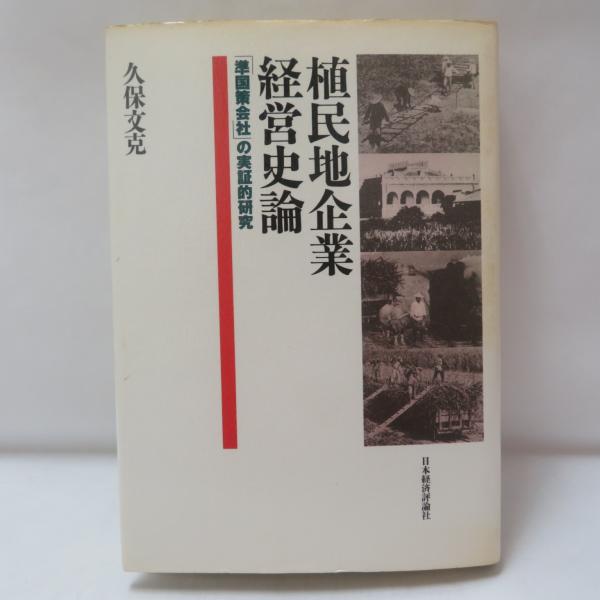 植民地企業
経営史論
「準国策会社」の実証的研究
久保文克
日本経済評論社